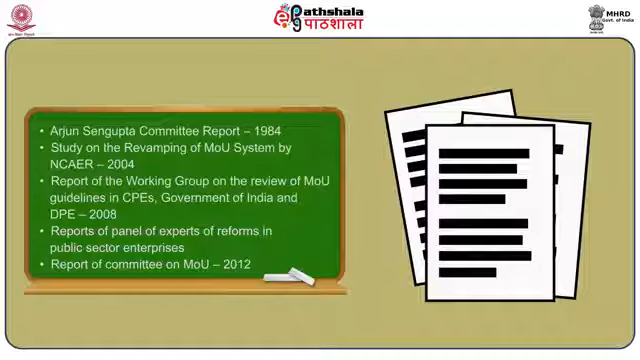 Pathshala
पाठशाला
MHRD
Govt. of India
• Arjun Sengupta Committee Report – 1984
• Study on the Revamping of MoU System by
NCAER – 2004
• Report of the Working Group on the review of MoU
guidelines in CPEs, Government of India and
DPE – 2008
• Reports of panel of experts of reforms in
public sector enterprises
• Report of committee on MoU – 2012